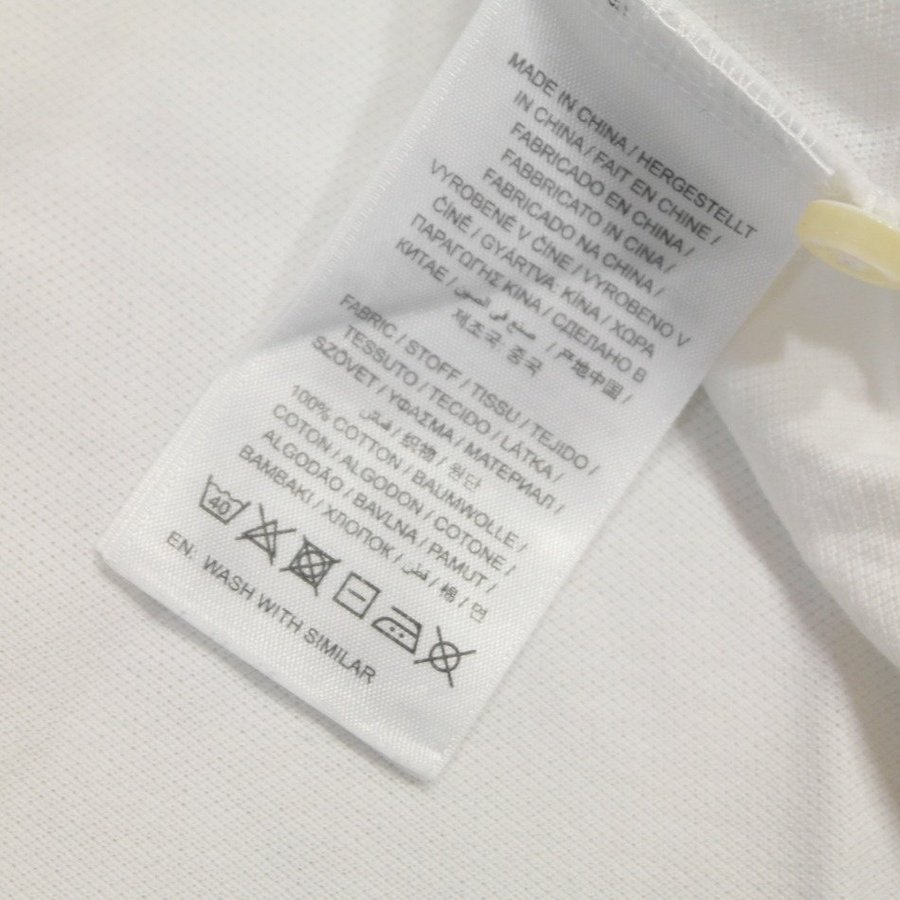 MADE IN CHINA / HERGESTELLT
IN CHINA / FAIT EN CHINE /
FABRICADO EN CHINA /
FABBRICATO IN CINA /
FABRICADO NA CHINA /
VYROBENÉ V ČÍNE / VYROBENO V
ČÍNĚ / GYÁRTVA. KÍNA / ΧΩΡΑ
ΠΑΡΑΓΩΓΗΣ ΚΙΝΑ / СДЕЛАНО В
КИТАЕ / صنع في الصين / 产地中国 /
제조국 중국
FABRIC / STOFF / TISSU / TEJIDO /
TESSUTO / TECIDO / LÁTKA /
SZÖVET / ΥΦΑΣΜΑ / МАТЕРИАЛ /
قماش / 织物 / 원단
100% COTTON / BAUMWOLLE /
COTON / ALGODON / COTONE /
ALGODÃO / BAVLNA / PAMUT /
BAMBAKI / ХЛОПОК / قطن / 棉 / 면
40
EN. WASH WITH SIMILAR